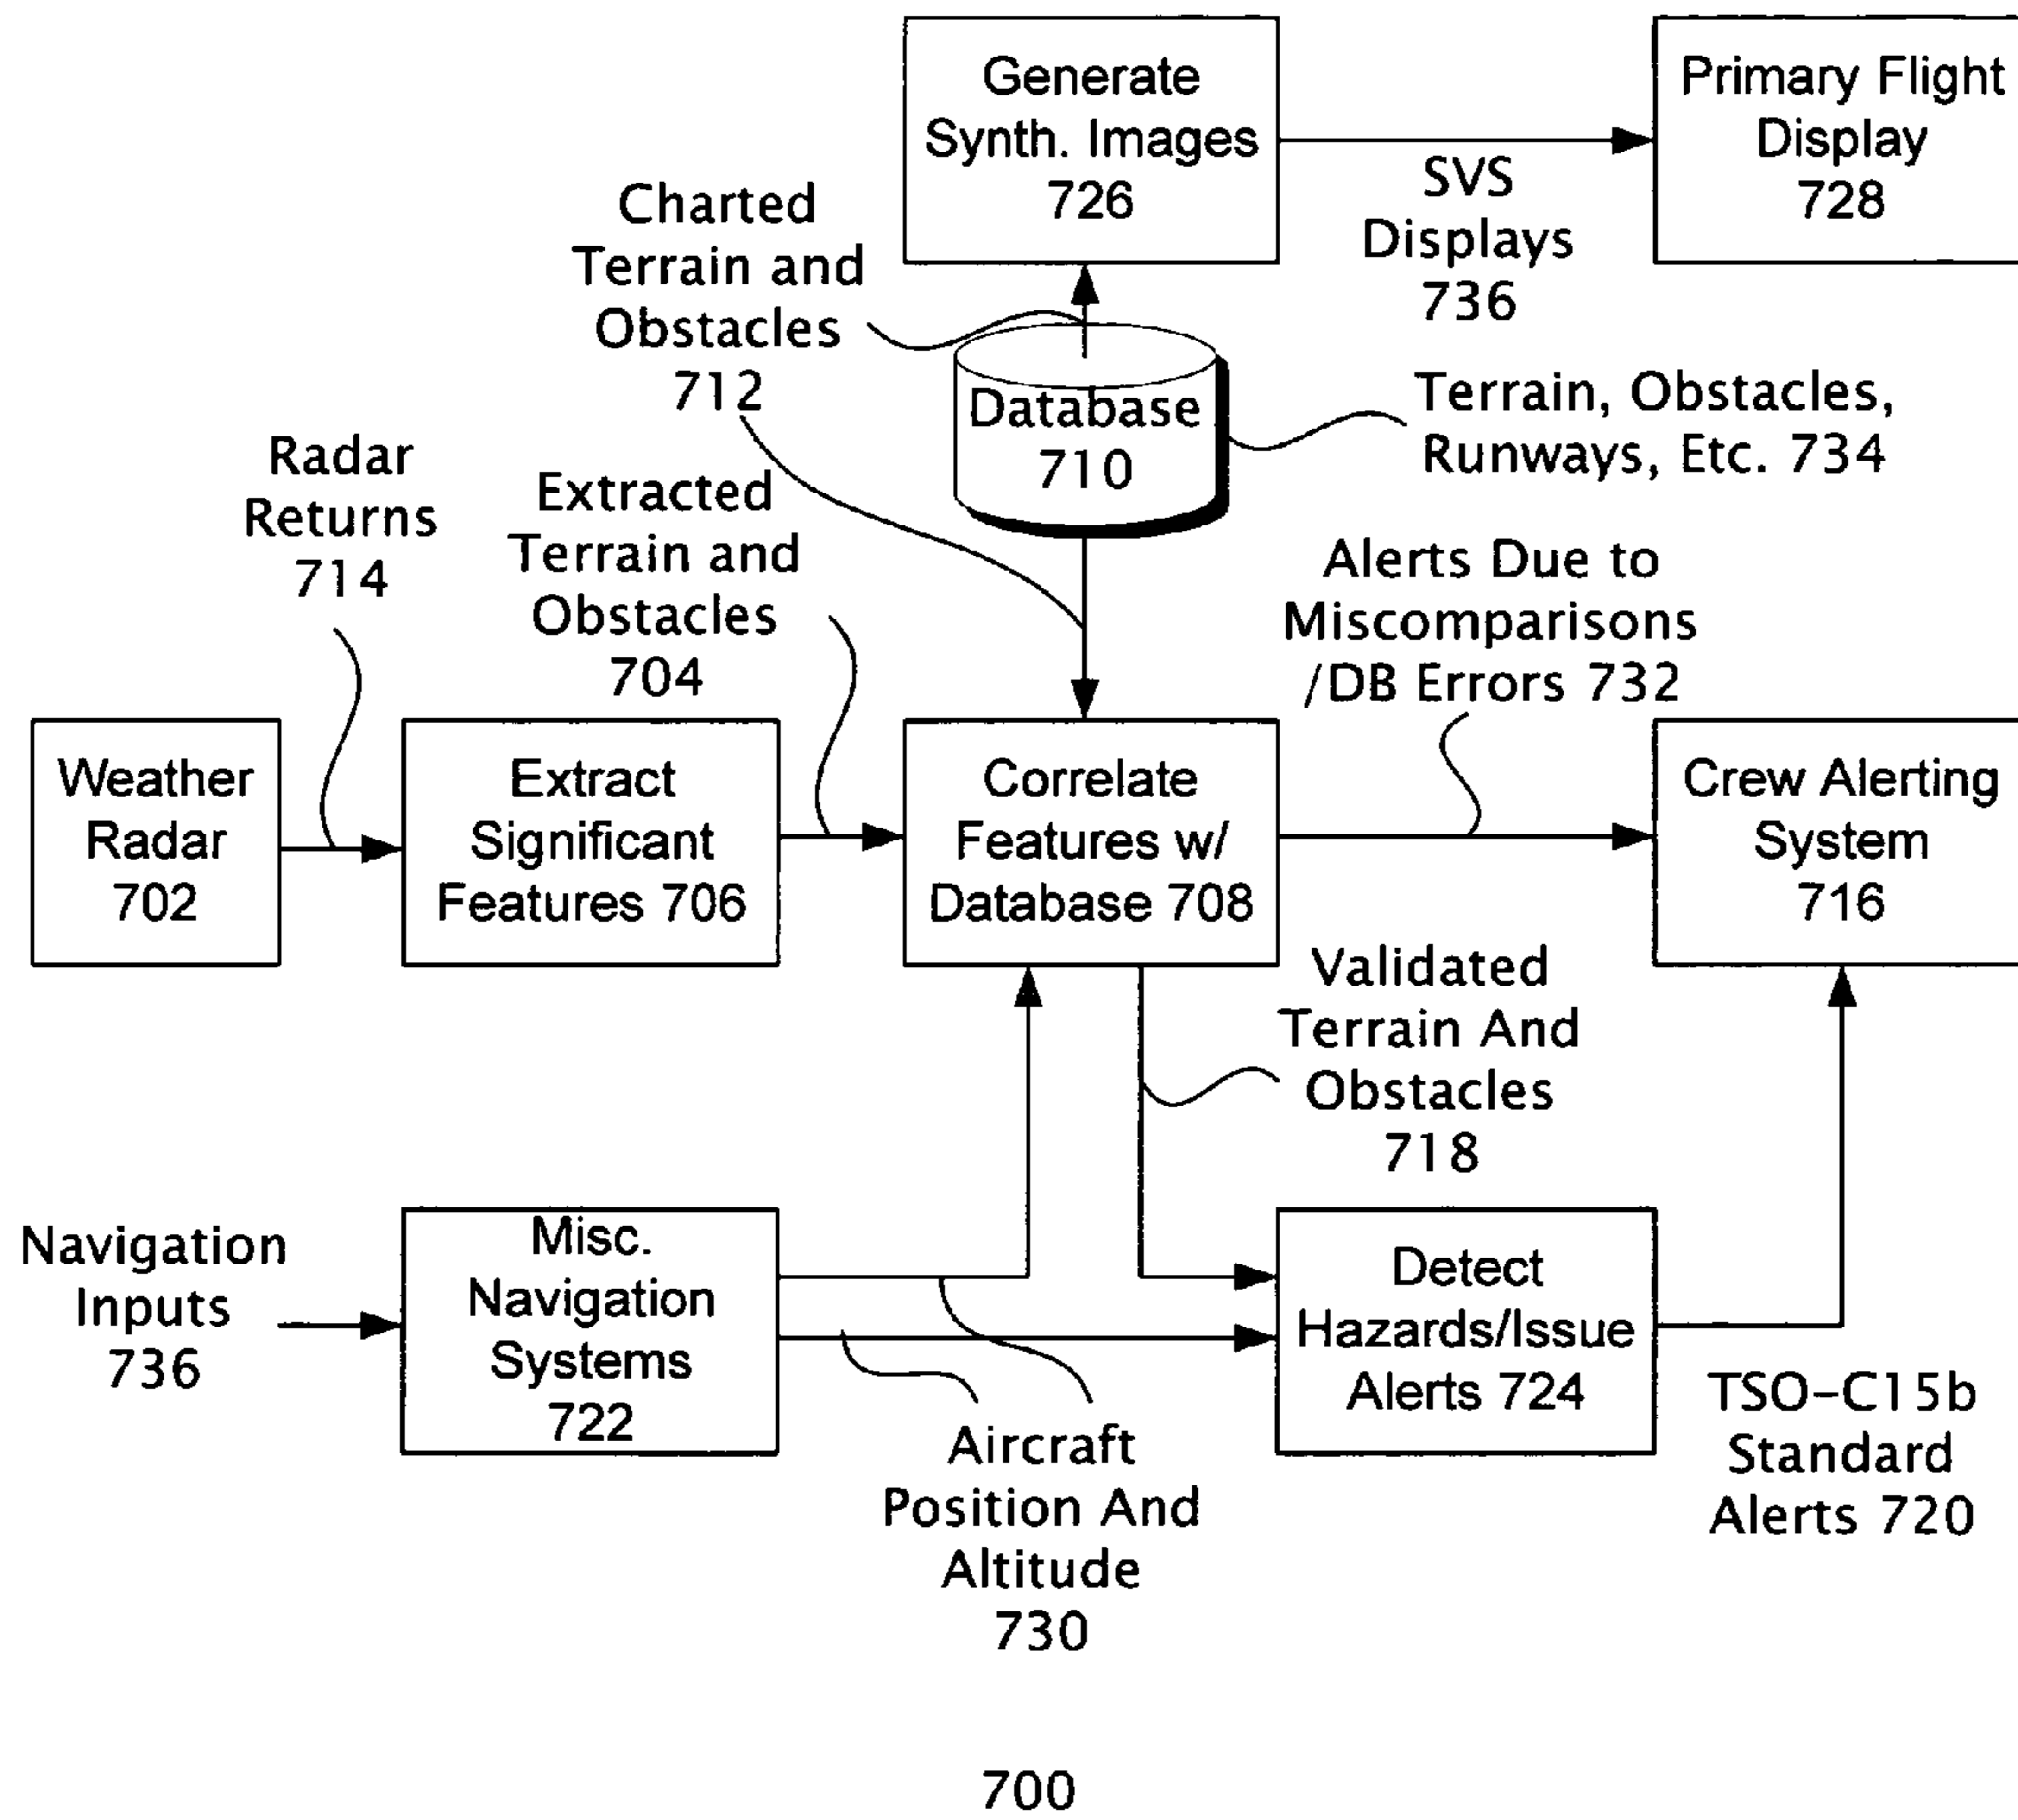 Generate
Synth. Images
726
Primary Flight
Display
728
SVS
Displays
736
Charted
Terrain and
Obstacles
712
Database
710
Terrain, Obstacles,
Runways, Etc. 734
Radar
Returns
714
Extracted
Terrain and
Obstacles
704
Alerts Due to
Miscomparisons
/DB Errors 732
Weather
Radar
702
Extract
Significant
Features 706
Correlate
Features w/
Database 708
Crew Alerting
System
716
Validated
Terrain And
Obstacles
718
Navigation
Inputs
736
Misc.
Navigation
Systems
722
Detect
Hazards/Issue
Alerts 724
Aircraft
Position And
Altitude
730
TSO-C15b
Standard
Alerts 720
700